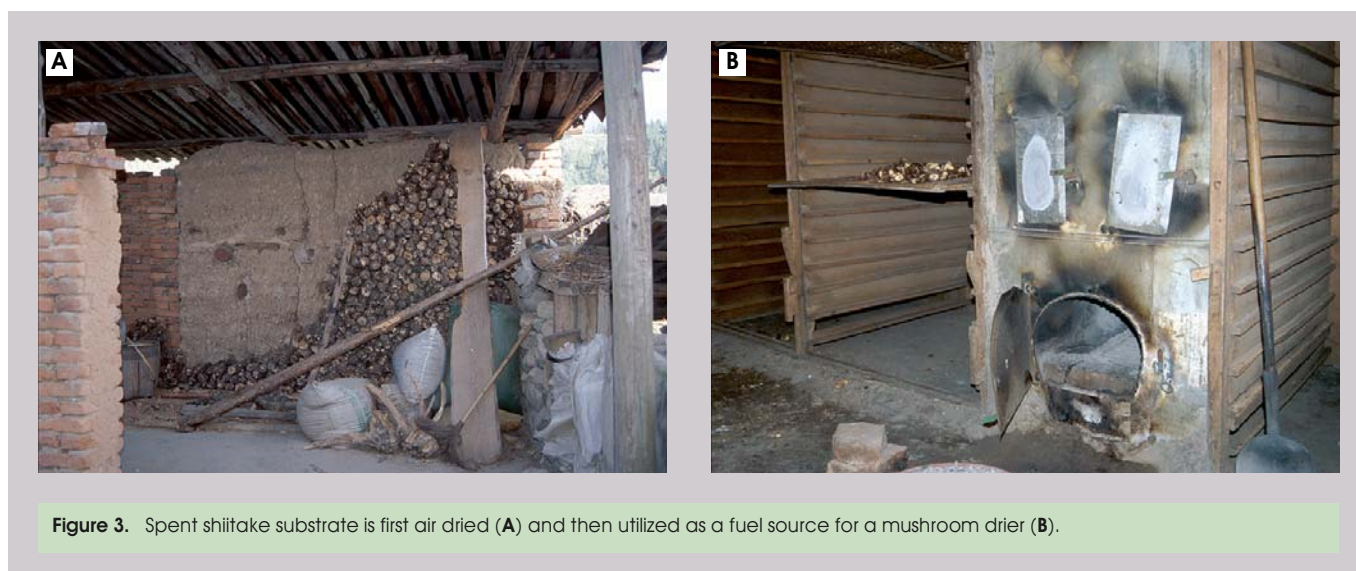 A
B
Figure 3. Spent shiitake substrate is first air dried (A) and then utilized as a fuel source for a mushroom drier (B).